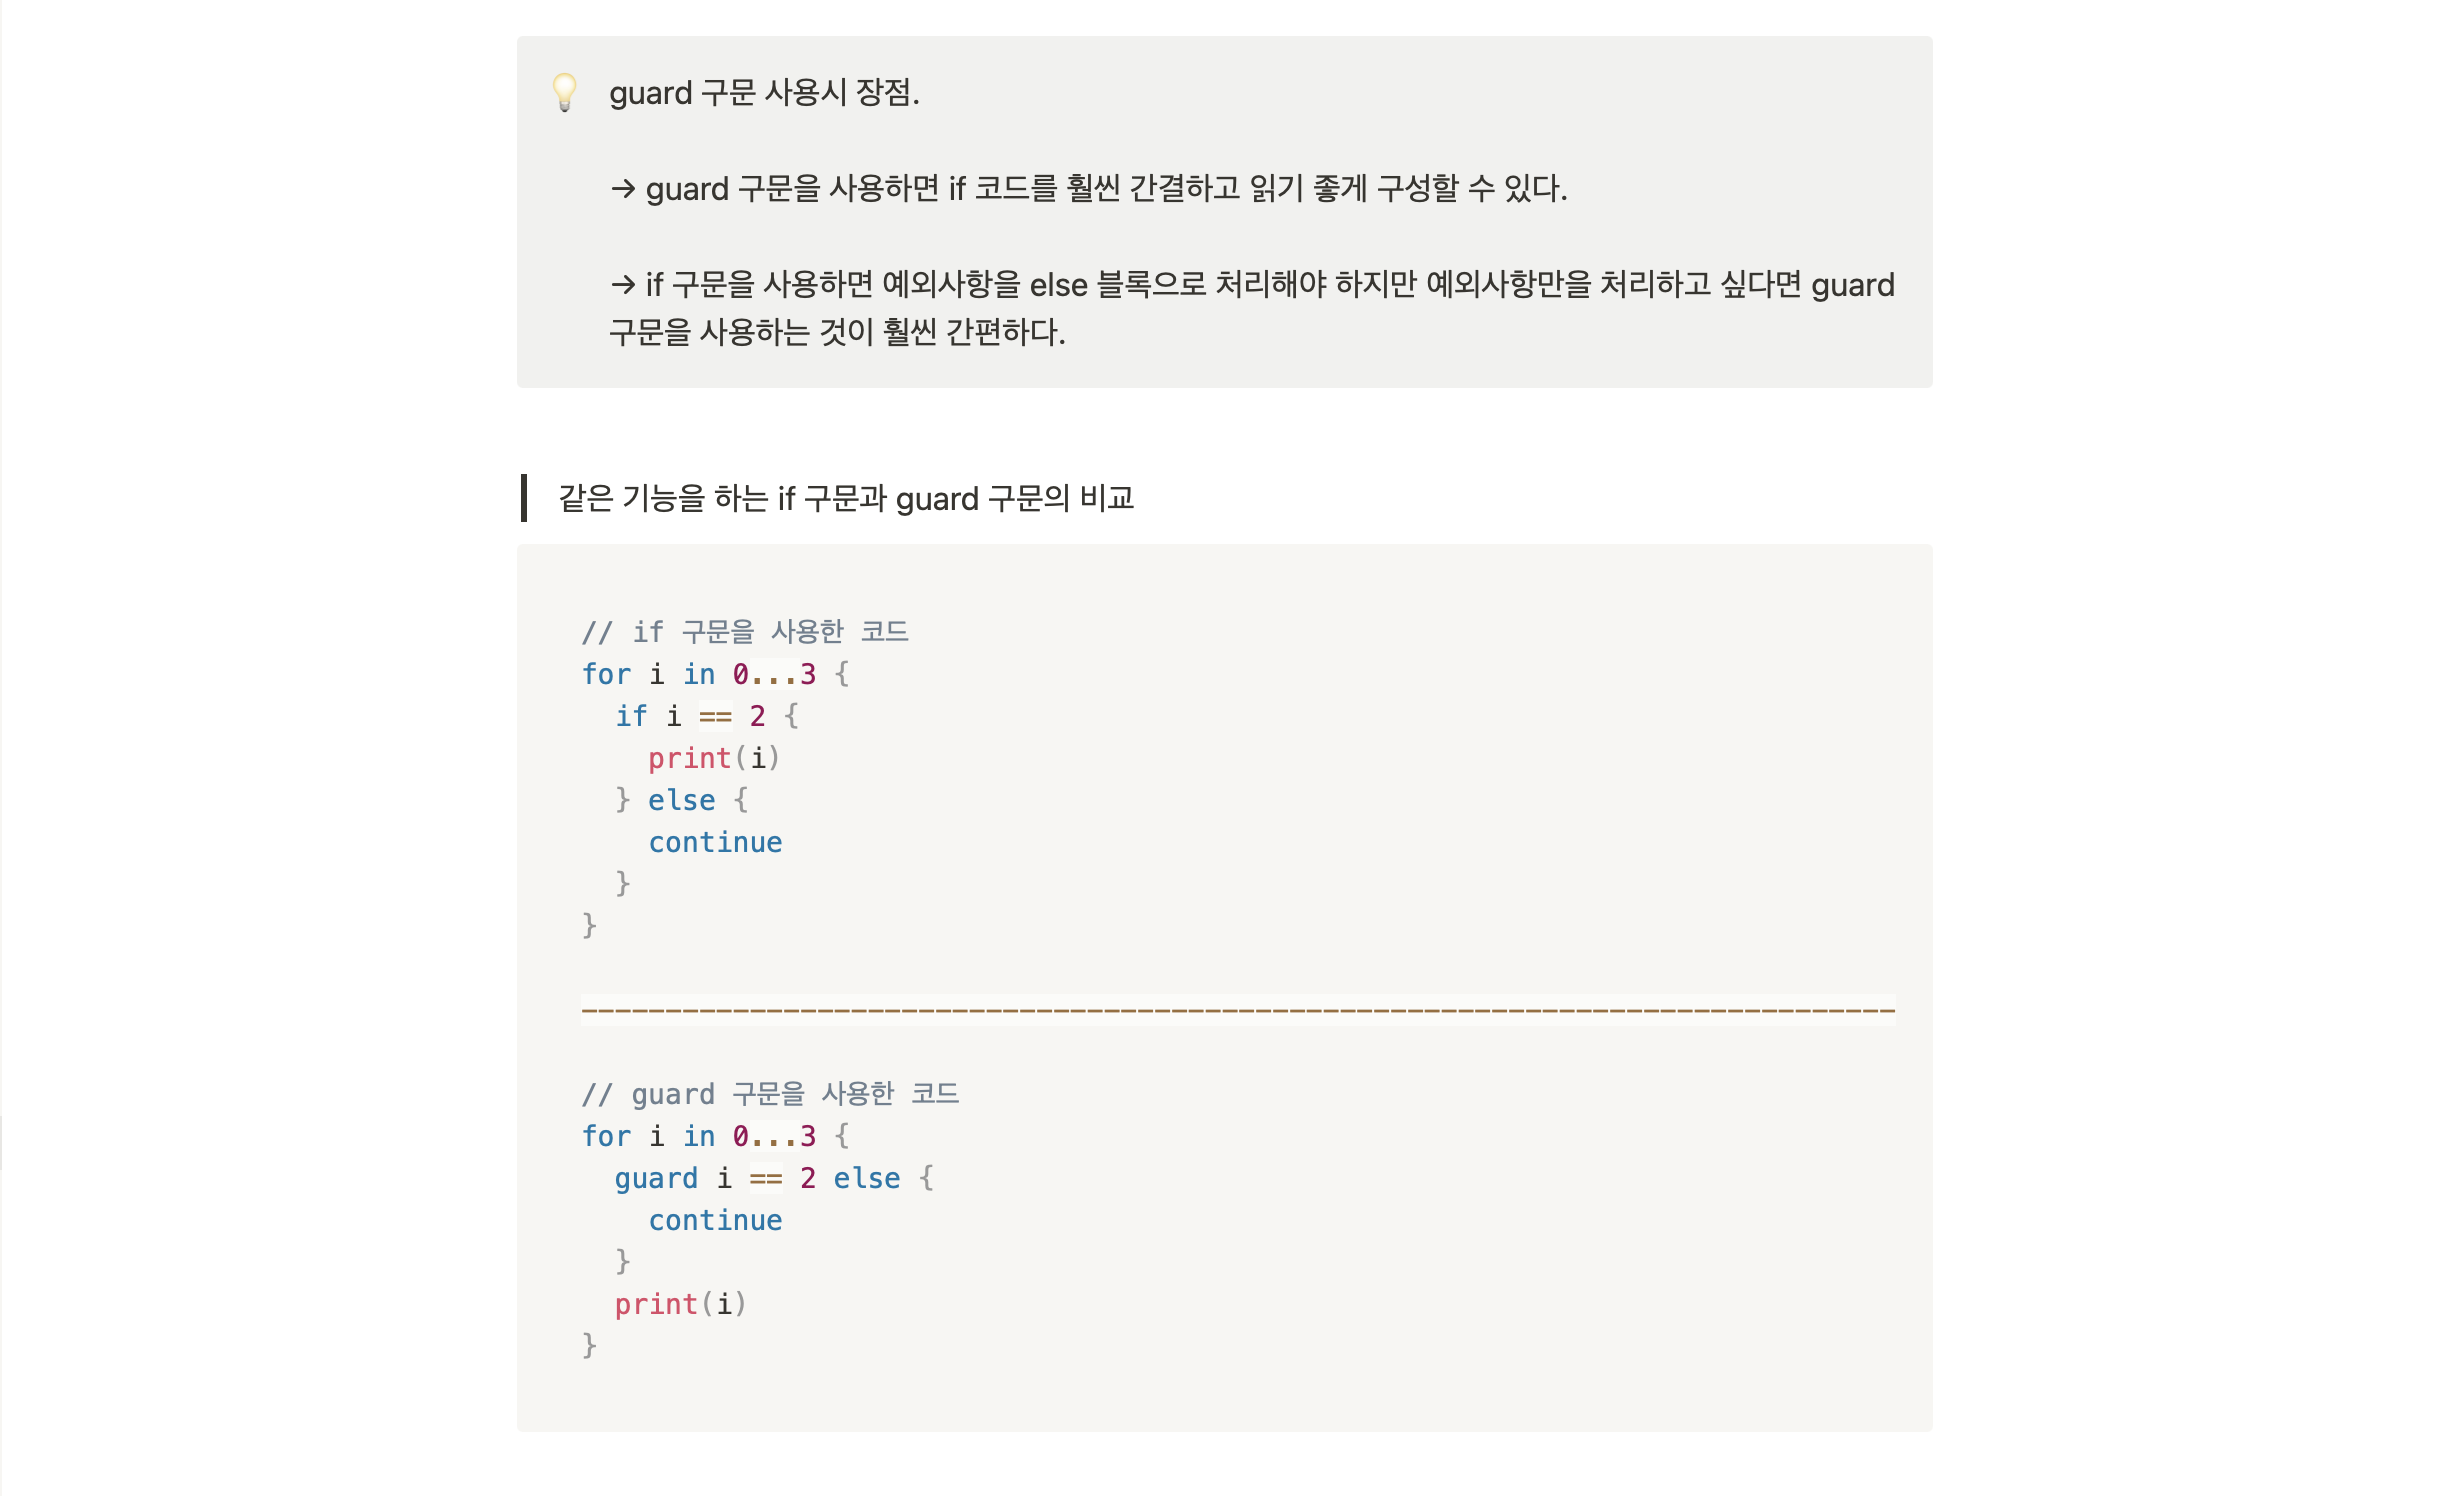 💡 guard 구문 사용시 장점.
→ guard 구문을 사용하면 if 코드를 훨씬 간결하고 읽기 좋게 구성할 수 있다.
→ if 구문을 사용하면 예외사항을 else 블록으로 처리해야 하지만 예외사항만을 처리하고 싶다면 guard
구문을 사용하는 것이 훨씬 간편하다.
같은 기능을 하는 if 구문과 guard 구문의 비교
// if 구문을 사용한 코드
for i in 0...3 {
  if i == 2 {
    print(i)
  } else {
    continue
  }
}
------------------------------------------------------------------------------
// guard 구문을 사용한 코드
for i in 0...3 {
  guard i == 2 else {
    continue
  }
  print(i)
}